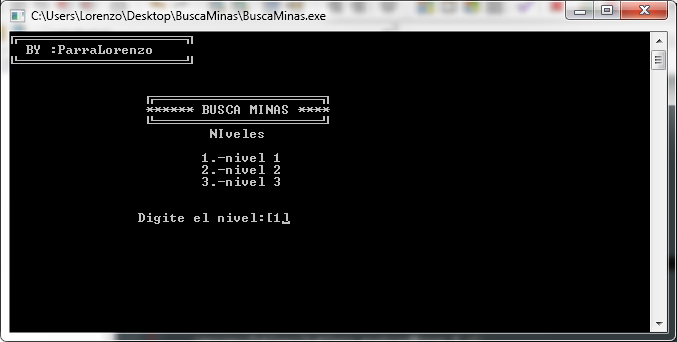 C:\Users\Lorenzo\Desktop\BuscaMinas\BuscaMinas.exe
BY :ParraLorenzo
****** BUSCA MINAS ****
NIveles
1.-nivel 1
2.-nivel 2
3.-nivel 3
Digite el nivel:[1]